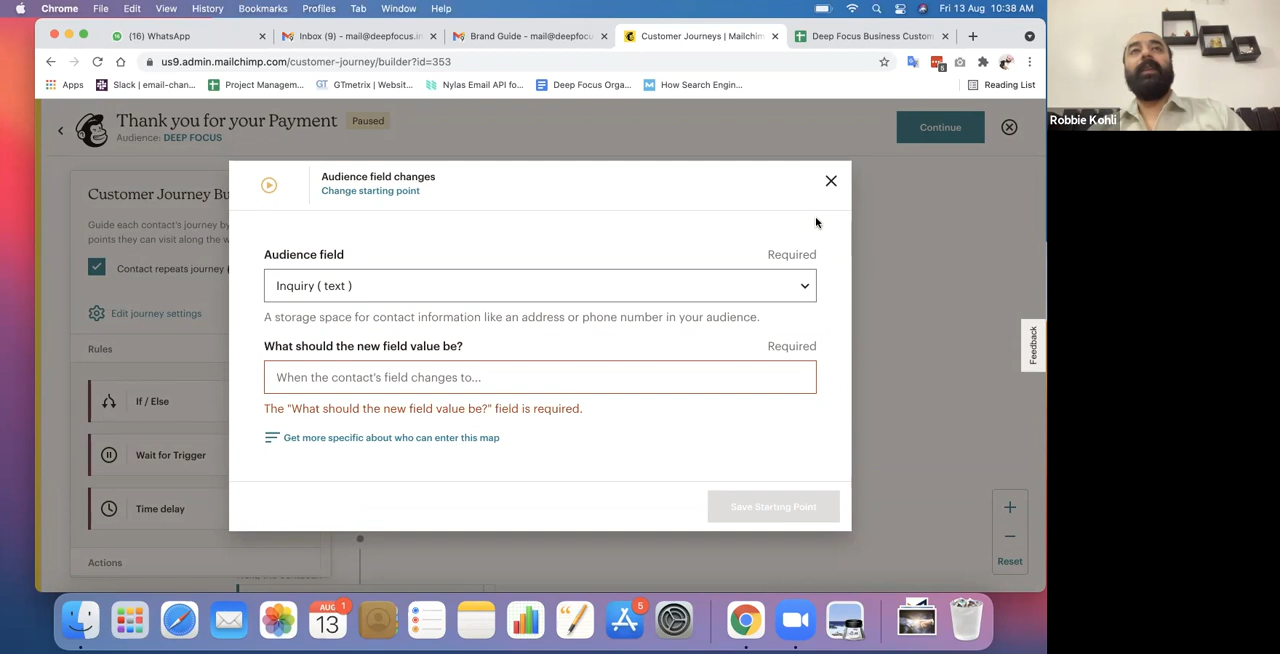 Chrome File Edit View History Bookmarks Profiles Tab Window Help Fri 13 Aug 10:38 AM
(16) WhatsApp Inbox (9) - mail@deepfocus.in Brand Guide - mail@deepfocu Customer Journeys | Mailchim Deep Focus Business Custom
us9.admin.mailchimp.com/customer-journey/builder?id=353 6
Apps Slack | email-chan... Project Managem... GT GTmetrix | Websit... Nylas Email API fo... Deep Focus Orga... How Search Engin... Reading List
Thank you for your Payment Paused Continue
Audience: DEEP FOCUS
Robbie Kohli
Audience field changes
Change starting point
Customer Journey Bu
Guide each contact's journey by
points they can visit along the w
Contact repeats journey (
Edit journey settings
Rules
If / Else
Wait for Trigger
Time delay
Actions
Audience field Required
Inquiry ( text )
A storage space for contact information like an address or phone number in your audience.
What should the new field value be? Required
When the contact's field changes to...
The "What should the new field value be?" field is required.
Get more specific about who can enter this map
Save Starting Point
Feedback
+
−
Reset
AUG 1
13
5